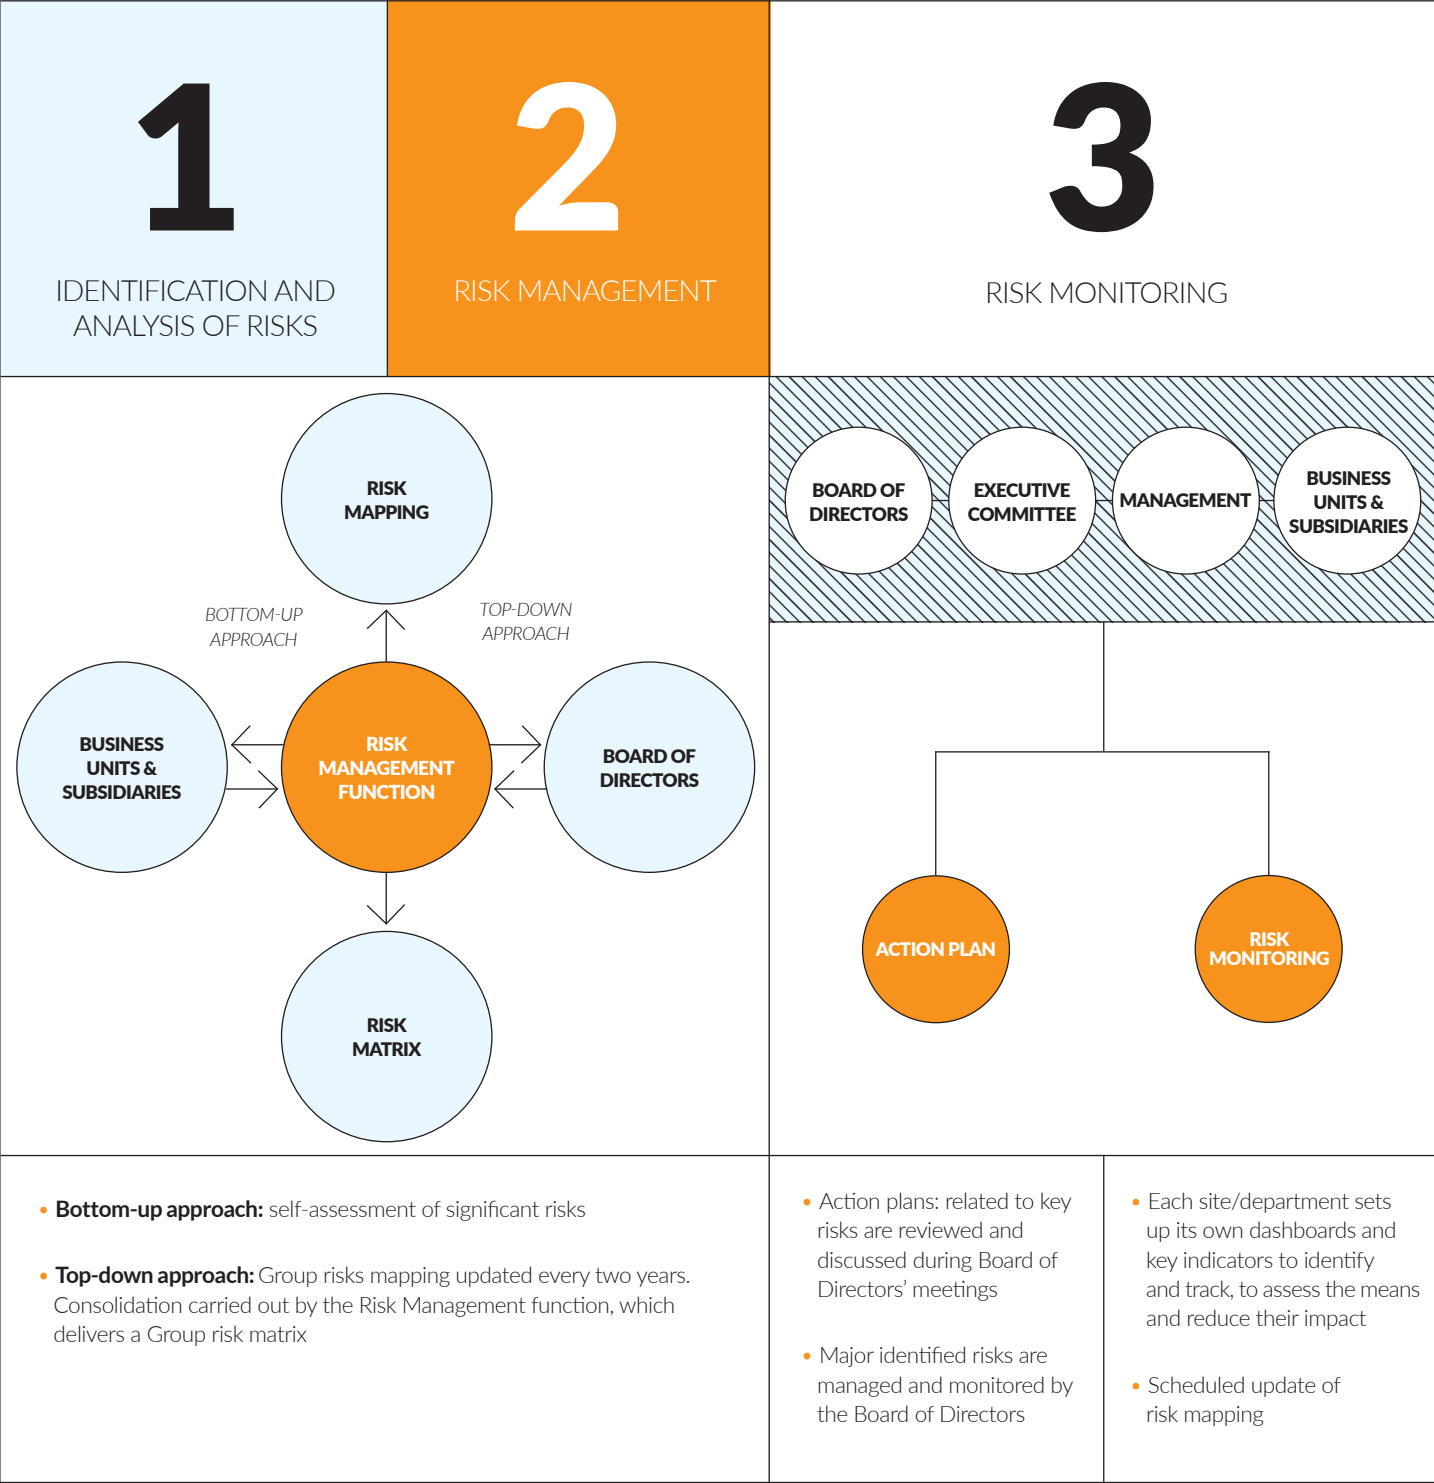 1
IDENTIFICATION AND
ANALYSIS OF RISKS
2
RISK MANAGEMENT
3
RISK MONITORING
RISK
MAPPING
BOTTOM-UP
APPROACH
TOP-DOWN
APPROACH
BUSINESS
UNITS &
SUBSIDIARIES
RISK
MANAGEMENT
FUNCTION
BOARD OF
DIRECTORS
RISK
MATRIX
BOARD OF
DIRECTORS
EXECUTIVE
COMMITTEE
MANAGEMENT
BUSINESS
UNITS &
SUBSIDIARIES
ACTION PLAN
RISK
MONITORING
• Bottom-up approach: self-assessment of significant risks
• Top-down approach: Group risks mapping updated every two years.
Consolidation carried out by the Risk Management function, which
delivers a Group risk matrix
• Action plans: related to key
risks are reviewed and
discussed during Board of
Directors’ meetings
• Major identified risks are
managed and monitored by
the Board of Directors
• Each site/department sets
up its own dashboards and
key indicators to identify
and track, to assess the means
and reduce their impact
• Scheduled update of
risk mapping